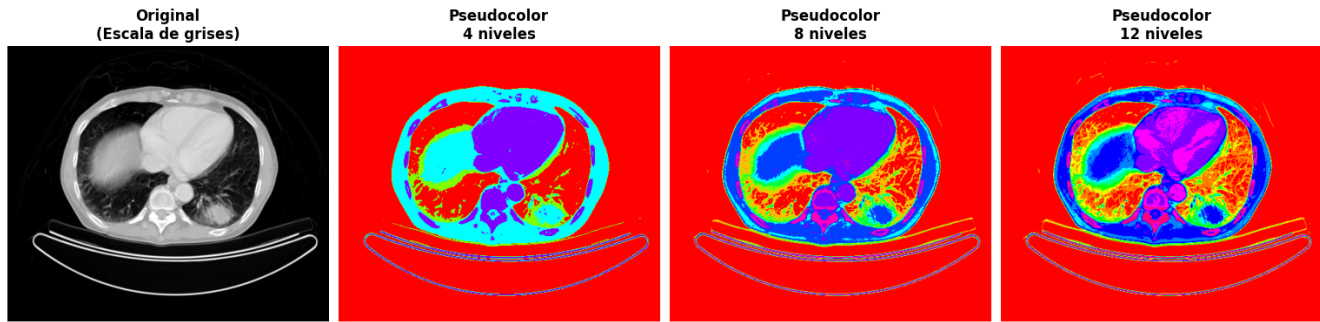 Original
(Escala de grises)
Pseudocolor
4 niveles
Pseudocolor
8 niveles
Pseudocolor
12 niveles